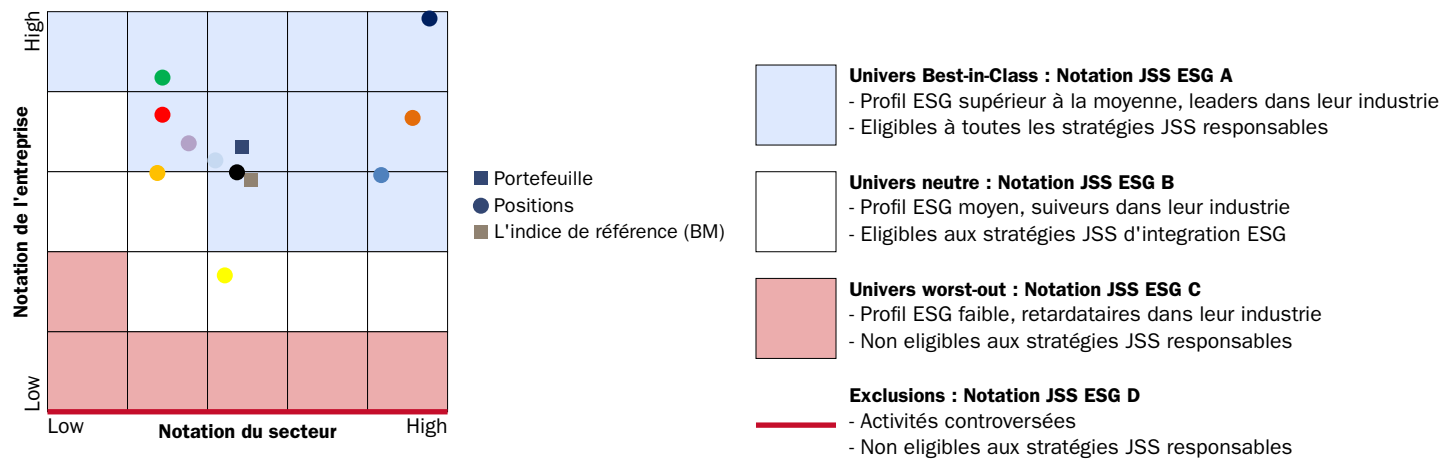 High
Notation de l'entreprise
Low
Low
Notation du secteur
High
Portefeuille
Positions
L'indice de référence (BM)
Univers Best-in-Class : Notation JSS ESG A
- Profil ESG supérieur à la moyenne, leaders dans leur industrie
- Eligibles à toutes les stratégies JSS responsables
Univers neutre : Notation JSS ESG B
- Profil ESG moyen, suiveurs dans leur industrie
- Eligibles aux stratégies JSS d'integration ESG
Univers worst-out : Notation JSS ESG C
- Profil ESG faible, retardataires dans leur industrie
- Non eligibles aux stratégies JSS responsables
Exclusions : Notation JSS ESG D
- Activités controversées
- Non eligibles aux stratégies JSS responsables